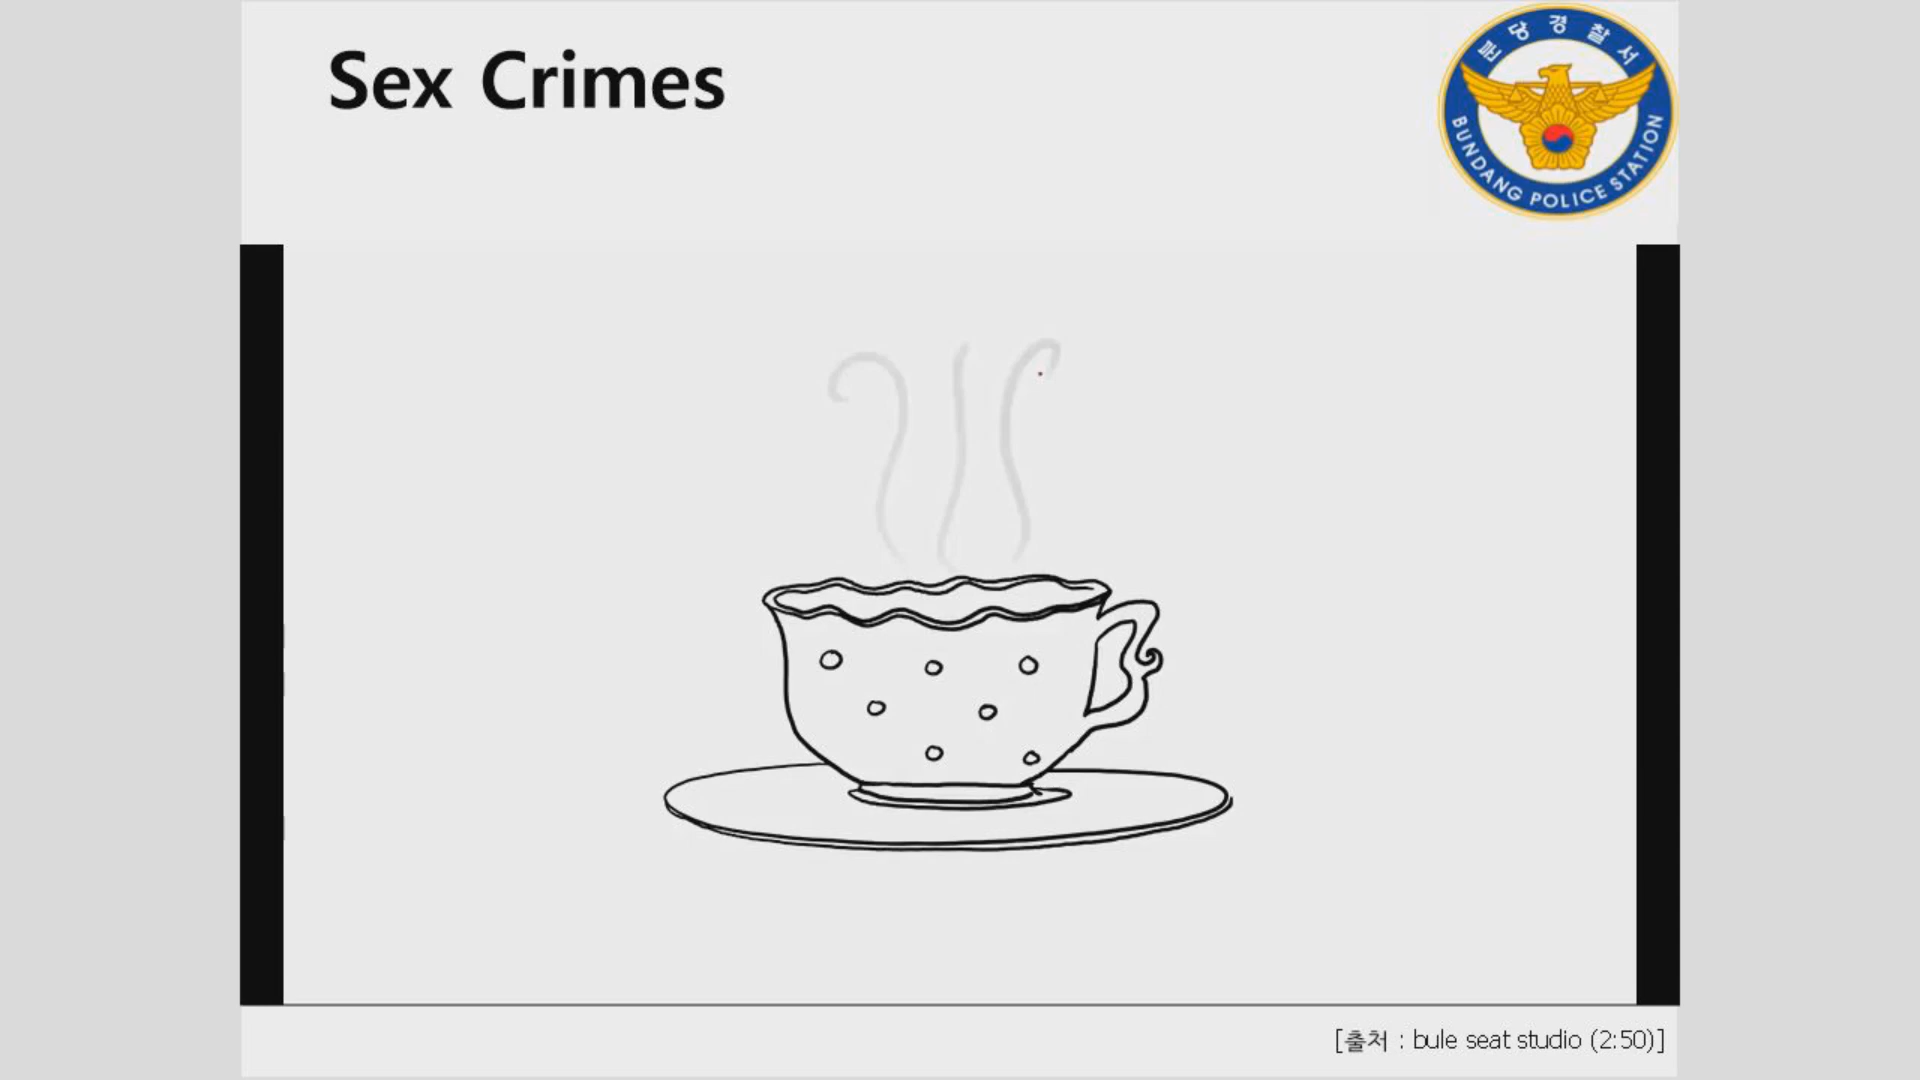 Sex Crimes
분당경찰서
BUNDANG POLICE STATION
[출처 : bule seat studio (2:50)]